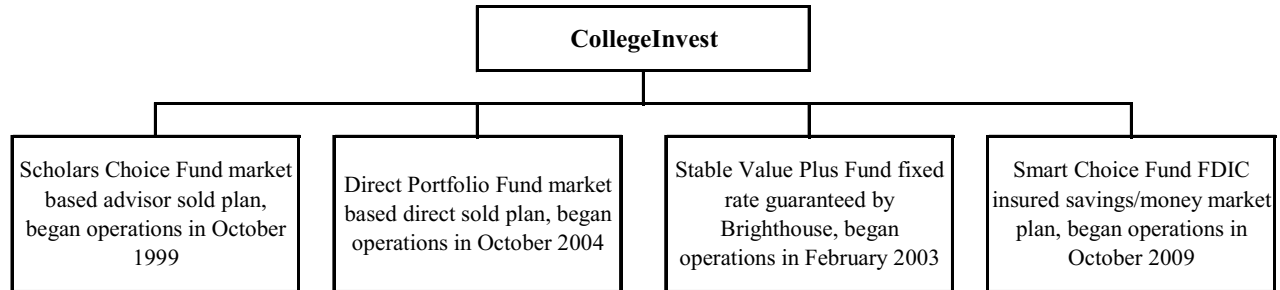 CollegeInvest
Scholars Choice Fund market
based advisor sold plan,
began operations in October
1999
Direct Portfolio Fund market
based direct sold plan, began
operations in October 2004
Stable Value Plus Fund fixed
rate guaranteed by
Brighthouse, began
operations in February 2003
Smart Choice Fund FDIC
insured savings/money market
plan, began operations in
October 2009